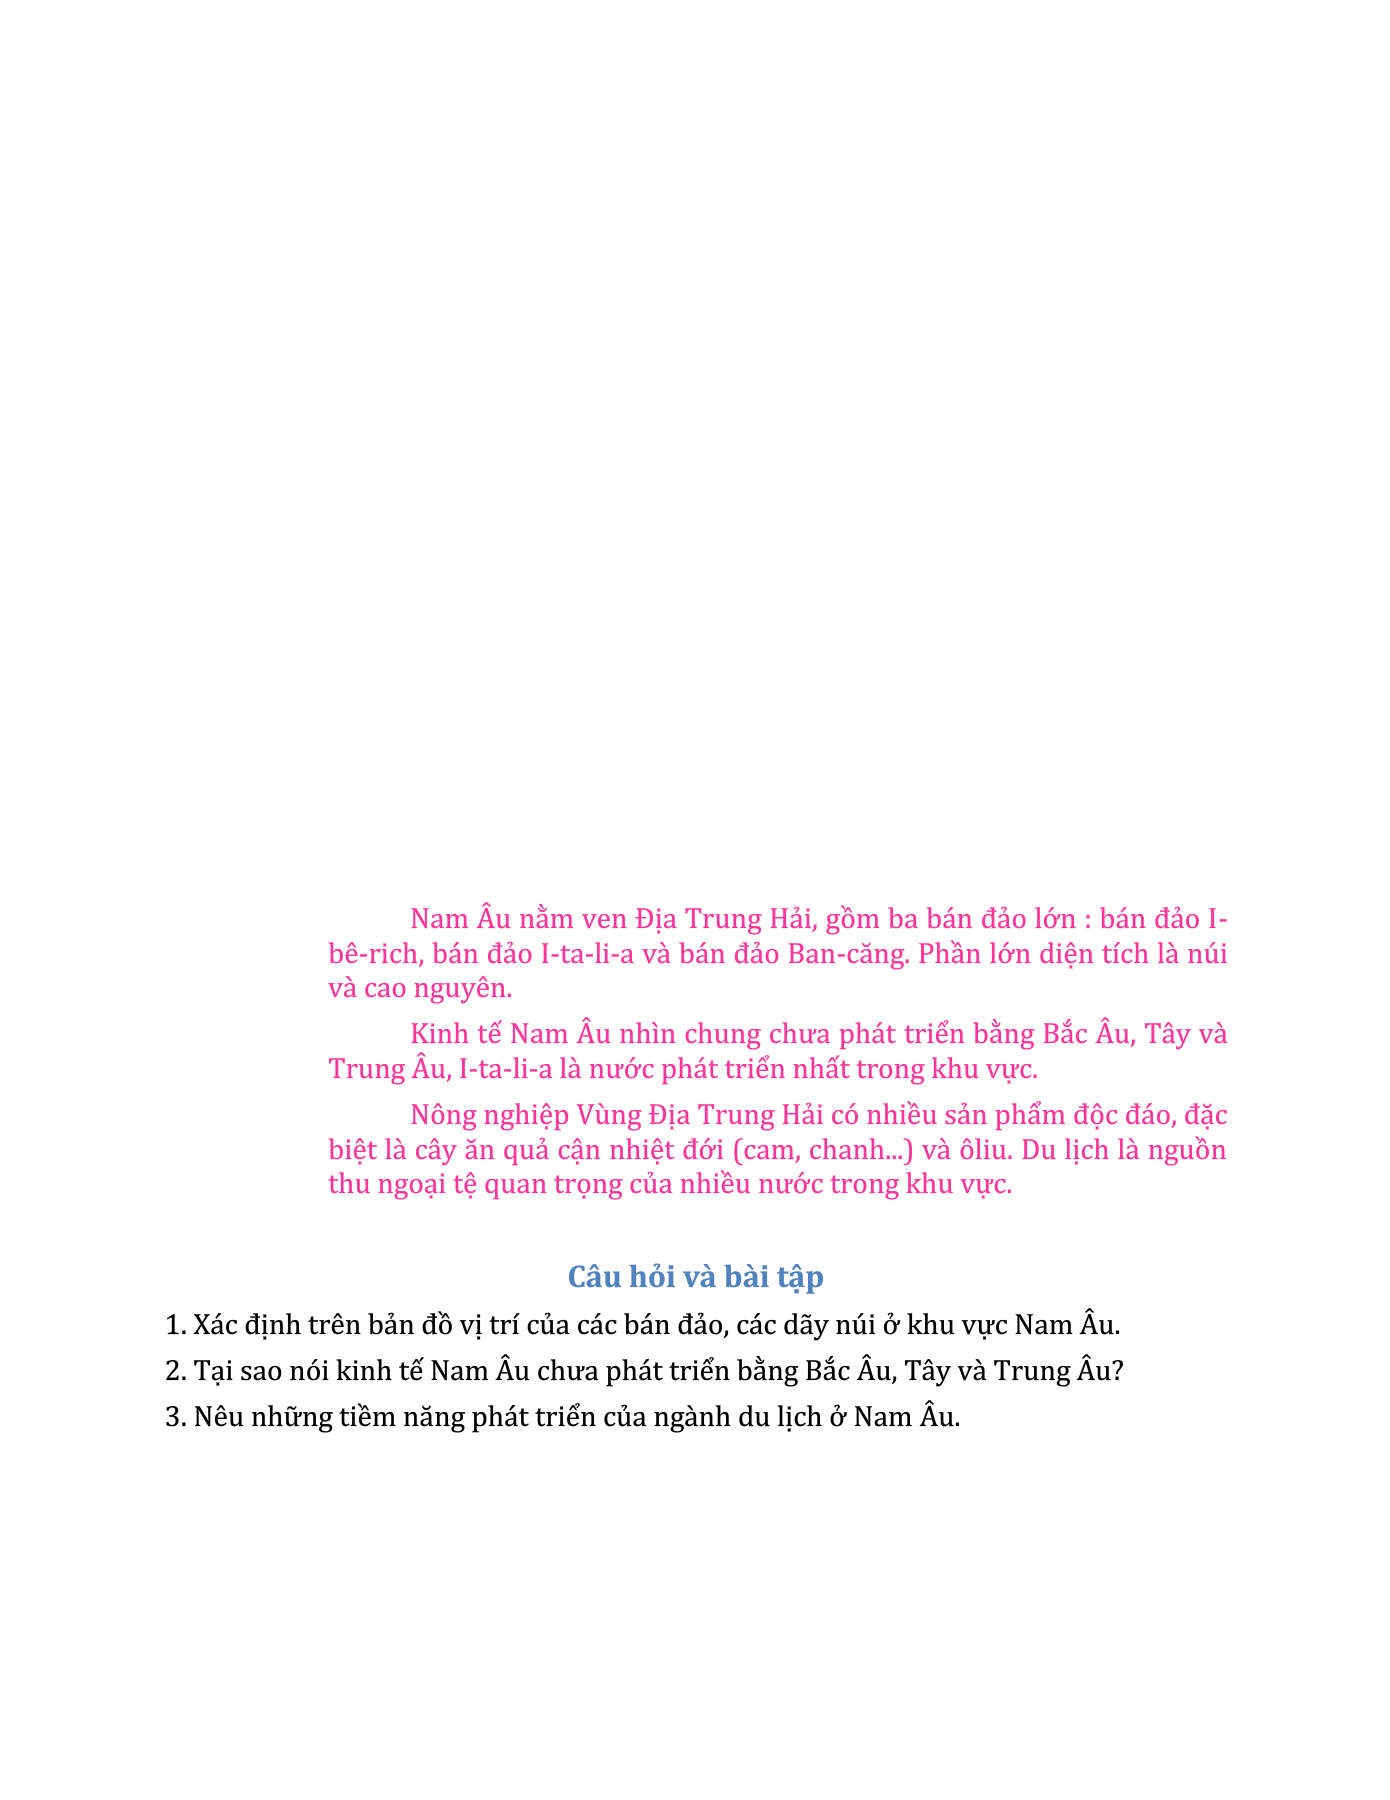 Nam Âu nằm ven Địa Trung Hải, gồm ba bán đảo lớn : bán đảo I-
bê-rich, bán đảo I-ta-li-a và bán đảo Ban-căng. Phần lớn diện tích là núi
và cao nguyên.
Kinh tế Nam Âu nhìn chung chưa phát triển bằng Bắc Âu, Tây và
Trung Âu, I-ta-li-a là nước phát triển nhất trong khu vực.
Nông nghiệp Vùng Địa Trung Hải có nhiều sản phẩm độc đáo, đặc
biệt là cây ăn quả cận nhiệt đới (cam, chanh...) và ôliu. Du lịch là nguồn
thu ngoại tệ quan trọng của nhiều nước trong khu vực.
Câu hỏi và bài tập
1. Xác định trên bản đồ vị trí của các bán đảo, các dãy núi ở khu vực Nam Âu.
2. Tại sao nói kinh tế Nam Âu chưa phát triển bằng Bắc Âu, Tây và Trung Âu?
3. Nêu những tiềm năng phát triển của ngành du lịch ở Nam Âu.